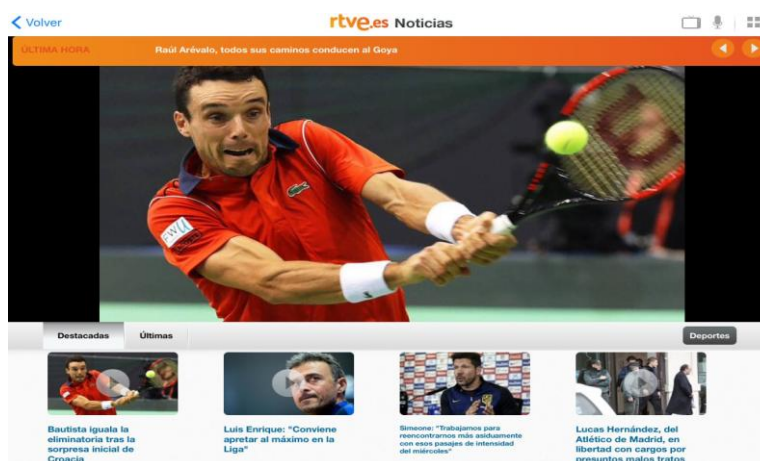 Volver
rtve.es Noticias
ÚLTIMA HORA
Raúl Arévalo, todos sus caminos conducen al Goya
Destacadas
Últimas
Deportes
Bautista iguala la
eliminatoria tras la
sorpresa inicial de
Croacia
Luis Enrique: "Conviene
apretar al máximo en la
Liga"
Simeone: "Trabajamos para
reencontrarnos más asiduamente
con esos pasajes de intensidad
del miércoles"
Lucas Hernández, del
Atlético de Madrid, en
libertad con cargos por
presuntos malos tratos